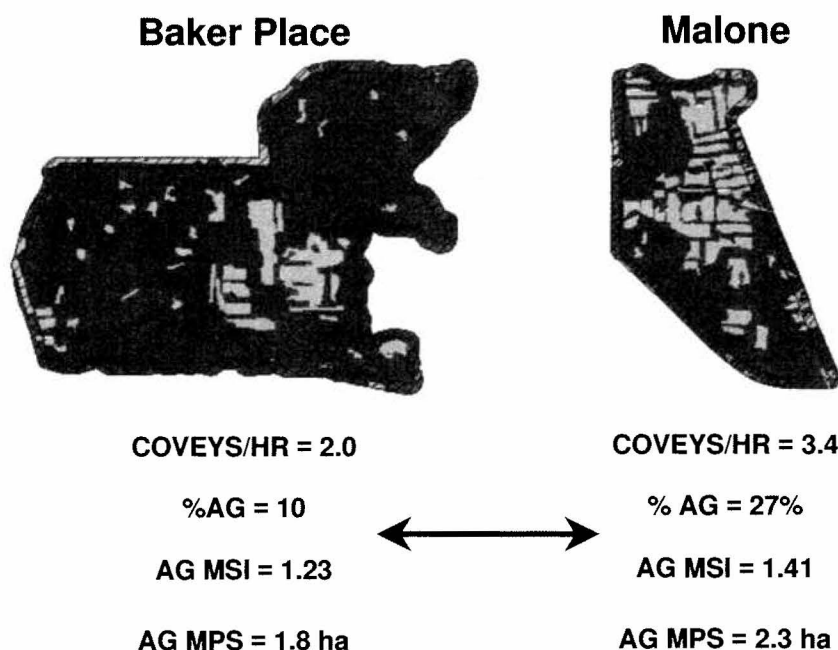 Baker Place
Malone
COVEYS/HR = 2.0
%AG = 10
AG MSI = 1.23
AG MPS = 1.8 ha
COVEYS/HR = 3.4
% AG = 27%
AG MSI = 1.41
AG MPS = 2.3 ha